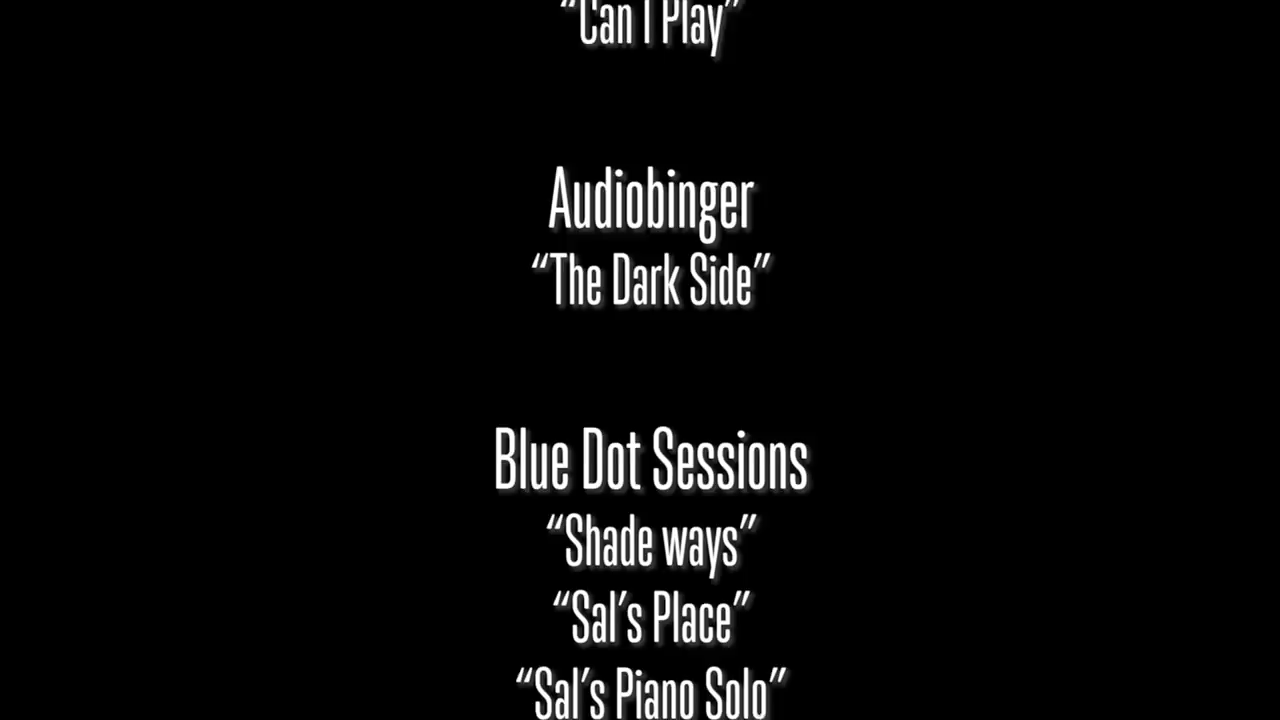 “Can I Play”
Audiobinger
“The Dark Side”
Blue Dot Sessions
“Shade ways”
“Sal’s Place”
“Sal’s Piano Solo”